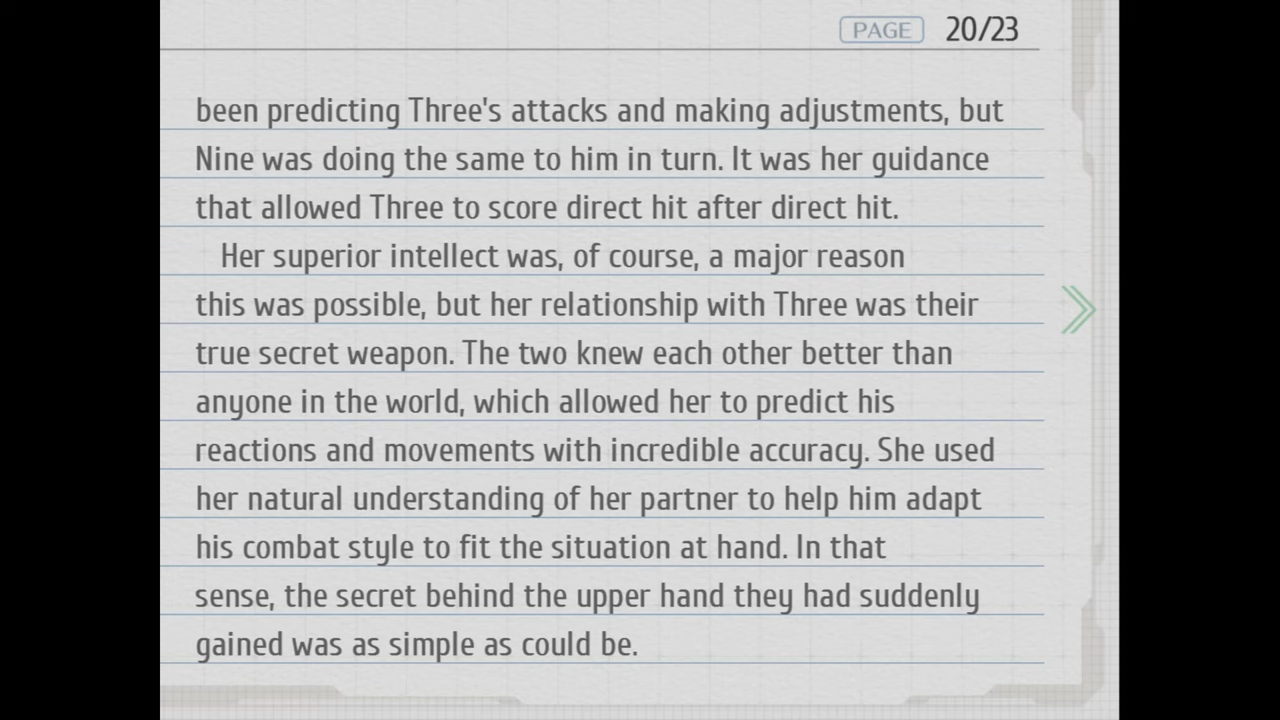 PAGE 20/23
been predicting Three's attacks and making adjustments, but
Nine was doing the same to him in turn. It was her guidance
that allowed Three to score direct hit after direct hit.
Her superior intellect was, of course, a major reason
this was possible, but her relationship with Three was their
true secret weapon. The two knew each other better than
anyone in the world, which allowed her to predict his
reactions and movements with incredible accuracy. She used
her natural understanding of her partner to help him adapt
his combat style to fit the situation at hand. In that
sense, the secret behind the upper hand they had suddenly
gained was as simple as could be.